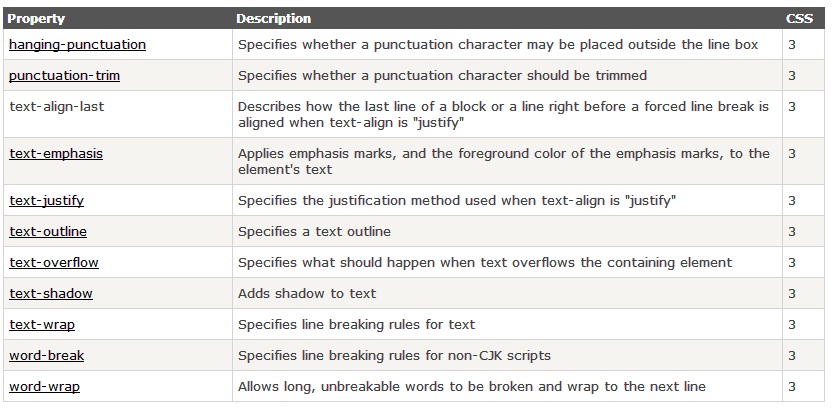 Property Description CSS
hanging-punctuation Specifies whether a punctuation character may be placed outside the line box 3
punctuation-trim Specifies whether a punctuation character should be trimmed 3
text-align-last Describes how the last line of a block or a line right before a forced line break is 3
aligned when text-align is "justify"
text-emphasis Applies emphasis marks, and the foreground color of the emphasis marks, to the 3
element's text
text-justify Specifies the justification method used when text-align is "justify" 3
text-outline Specifies a text outline 3
text-overflow Specifies what should happen when text overflows the containing element 3
text-shadow Adds shadow to text 3
text-wrap Specifies line breaking rules for text 3
word-break Specifies line breaking rules for non-CJK scripts 3
word-wrap Allows long, unbreakable words to be broken and wrap to the next line 3